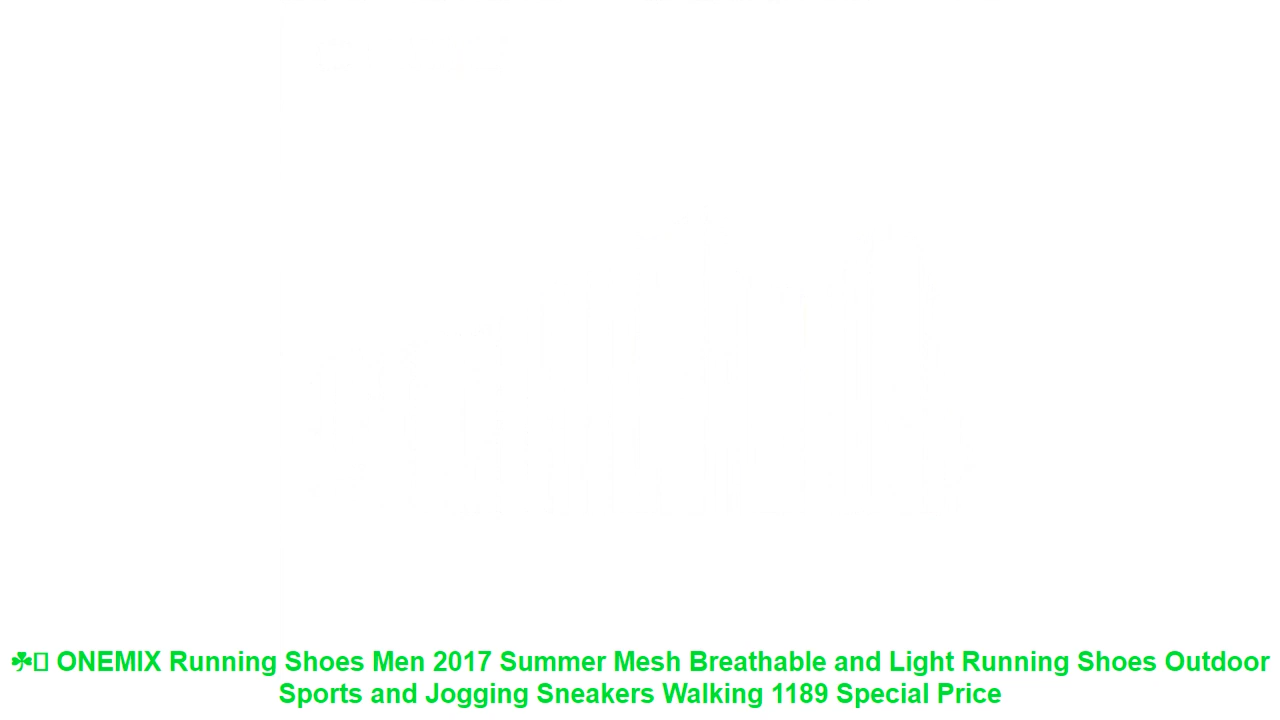 ☘ ONEMIX Running Shoes Men 2017 Summer Mesh Breathable and Light Running Shoes Outdoor
Sports and Jogging Sneakers Walking 1189 Special Price